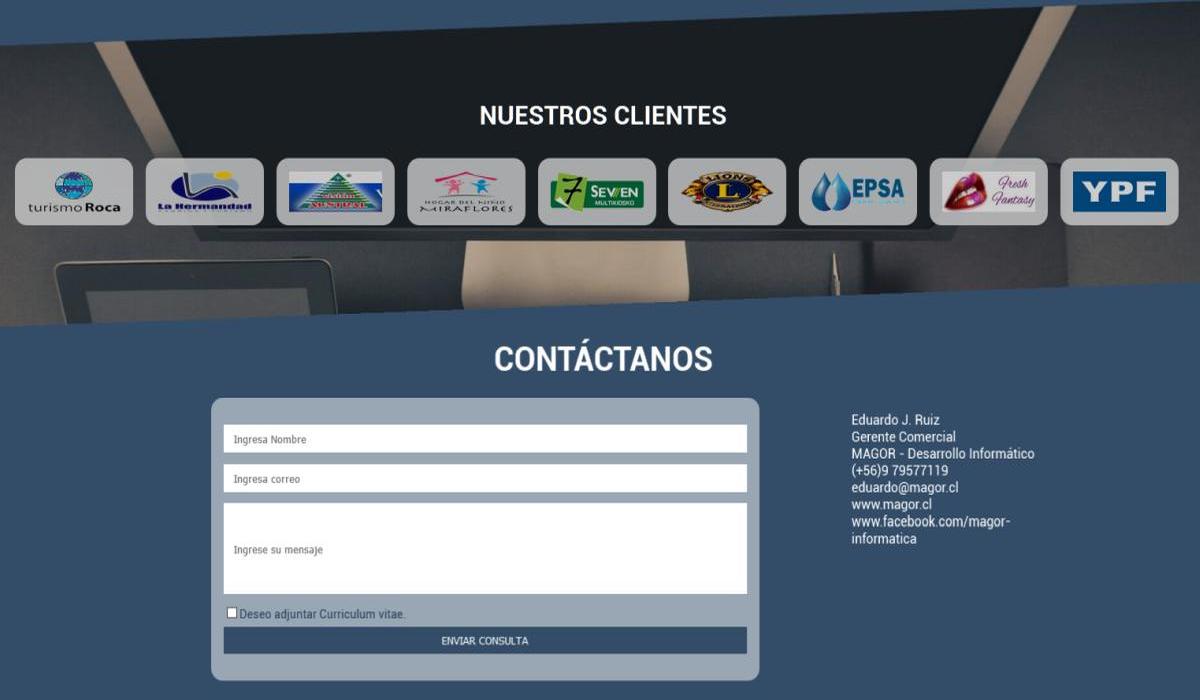 NUESTROS CLIENTES
turismo Roca
La Hermandad
AUSTRAL
HOGAR DEL NIÑO
MIRAFLORES
7 SEVEN
MULTIKIOSKO
LIONS
L
INTERNATIONAL
EPSA
Fresh
Fantasy
YPF
CONTÁCTANOS
Ingresa Nombre
Ingresa correo
Ingrese su mensaje
Deseo adjuntar Curriculum vitae.
ENVIAR CONSULTA
Eduardo J. Ruiz
Gerente Comercial
MAGOR - Desarrollo Informático
(+56)9 79577119
eduardo@magor.cl
www.magor.cl
www.facebook.com/magor-
informatica